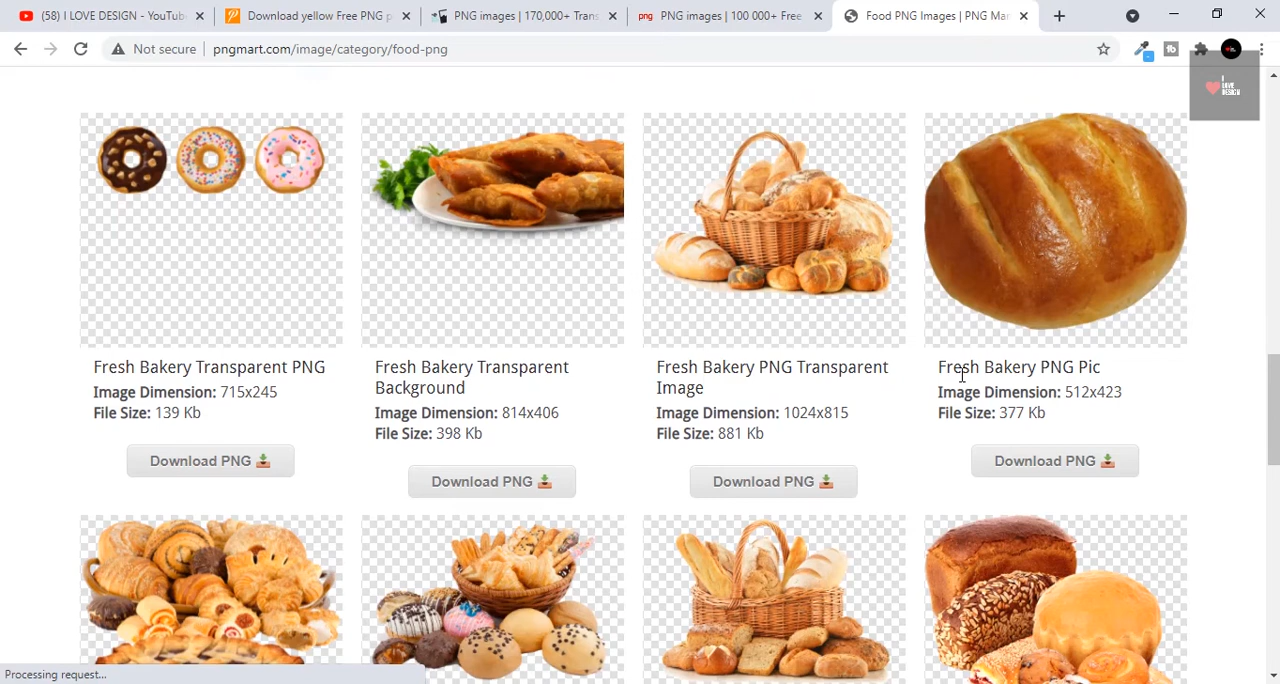 (58) I LOVE DESIGN - YouTube
Download yellow Free PNG p
PNG images | 170,000+ Trans
png
PNG images | 100 000+ Free
Food PNG Images | PNG Mar
Not secure
pngmart.com/image/category/food-png
I LOVE DESIGN
Fresh Bakery Transparent PNG
Image Dimension: 715x245
File Size: 139 Kb
Download PNG
Fresh Bakery Transparent
Background
Image Dimension: 814x406
File Size: 398 Kb
Download PNG
Fresh Bakery PNG Transparent
Image
Image Dimension: 1024x815
File Size: 881 Kb
Download PNG
Fresh Bakery PNG Pic
Image Dimension: 512x423
File Size: 377 Kb
Download PNG
Processing request...